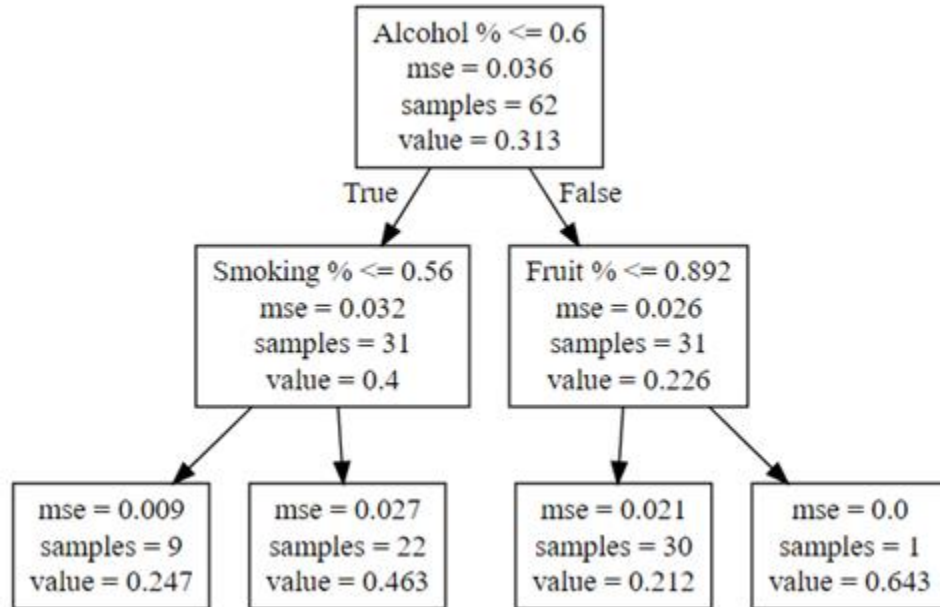 Alcohol % <= 0.6
mse = 0.036
samples = 62
value = 0.313
True
False
Smoking % <= 0.56
mse = 0.032
samples = 31
value = 0.4
Fruit % <= 0.892
mse = 0.026
samples = 31
value = 0.226
mse = 0.009
samples = 9
value = 0.247
mse = 0.027
samples = 22
value = 0.463
mse = 0.021
samples = 30
value = 0.212
mse = 0.0
samples = 1
value = 0.643